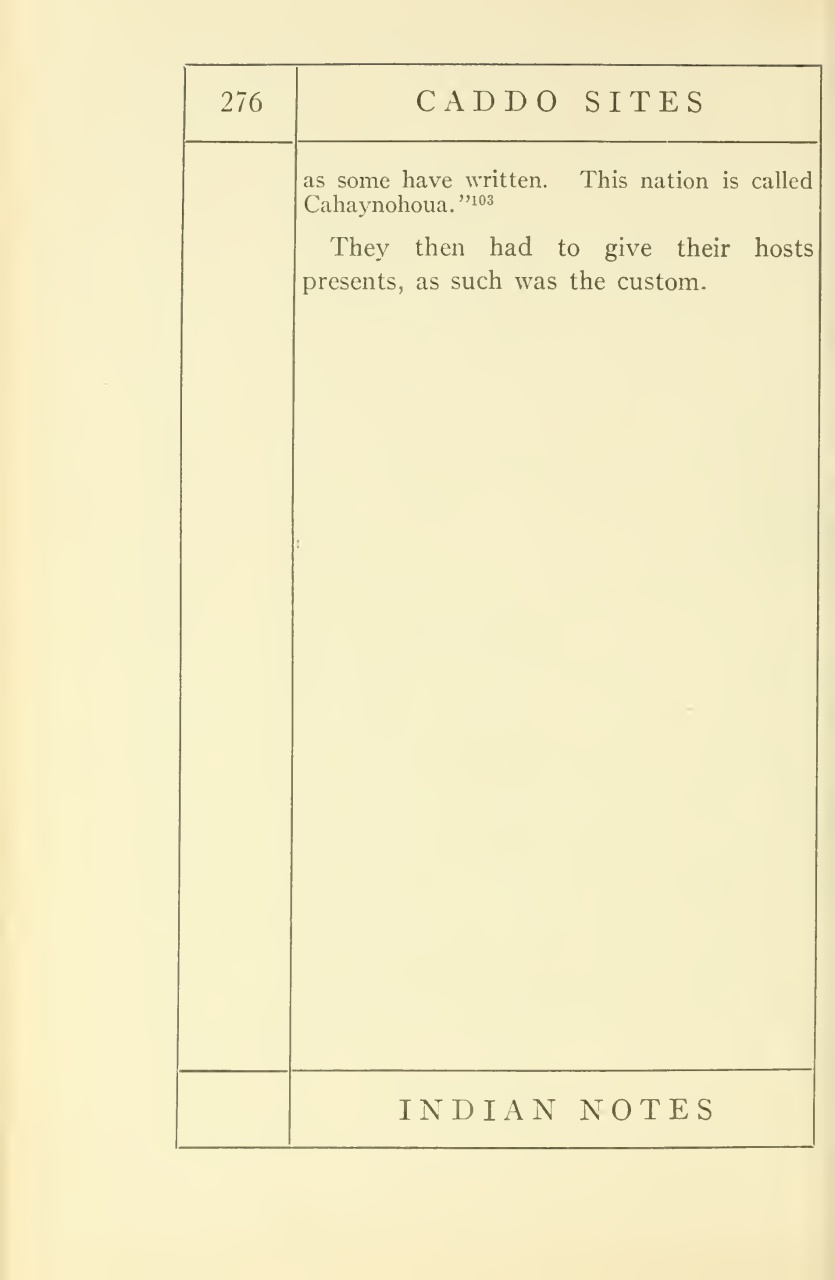 276
CADDO SITES
as some have written. This nation is called
Cahaynohoua.”¹⁰³
They then had to give their hosts
presents, as such was the custom.
INDIAN NOTES